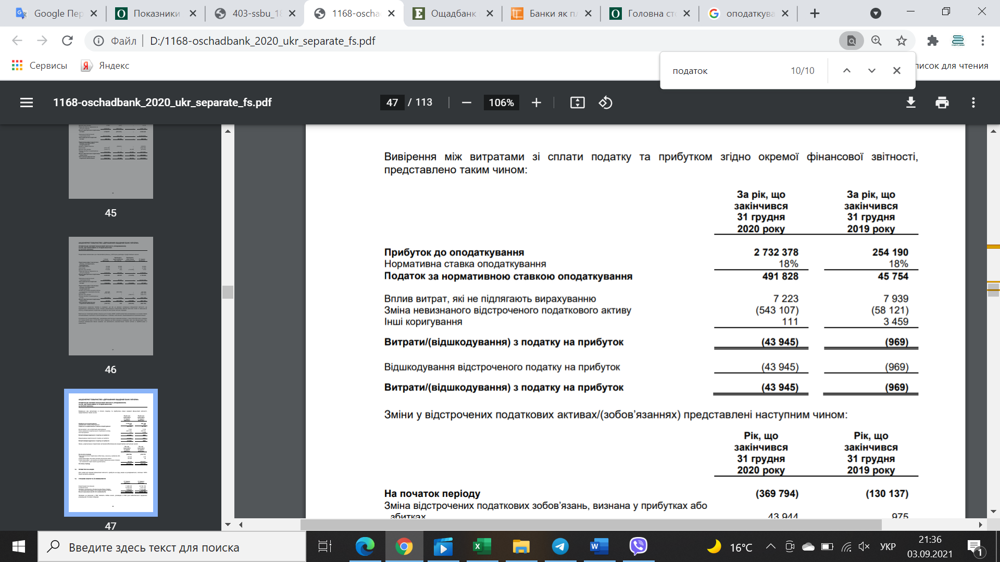 Google Пер
Показники
403-ssbu_18
1168-oscha
Ощадбанк
Банки як пл
Головна ст
оподаткува
Файл
D:/1168-oschadbank_2020_ukr_separate_fs.pdf
Сервисы
Яндекс
писок для чтения
податок
10/10
1168-oschadbank_2020_ukr_separate_fs.pdf
47 / 113
106%
45
46
47
Вивірення між витратами зі сплати податку та прибутком згідно окремої фінансової звітності,
представлено таким чином:
За рік, що закінчився 31 грудня 2020 року
За рік, що закінчився 31 грудня 2019 року
Прибуток до оподаткування 2 732 378 254 190
Нормативна ставка оподаткування 18% 18%
Податок за нормативною ставкою оподаткування 491 828 45 754
Вплив витрат, які не підлягають вирахуванню 7 223 7 939
Зміна невизнаного відстроченого податкового активу (543 107) (58 121)
Інші коригування 111 3 459
Витрати/(відшкодування) з податку на прибуток (43 945) (969)
Відшкодування відстроченого податку на прибуток (43 945) (969)
Витрати/(відшкодування) з податку на прибуток (43 945) (969)
Зміни у відстрочених податкових активах/(зобов’язаннях) представлені наступним чином:
Рік, що закінчився 31 грудня 2020 року
Рік, що закінчився 31 грудня 2019 року
На початок періоду (369 794) (130 137)
Зміна відстрочених податкових зобов’язань, визнана у прибутках або
збитках 43 944 975
Введите здесь текст для поиска
16°C
УКР
21:36
03.09.2021
1